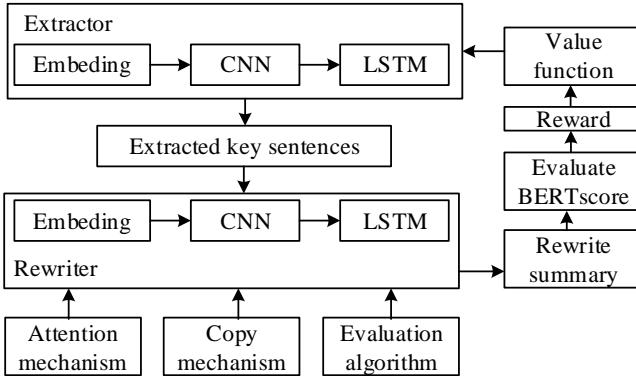 Extractor
Embeding
CNN
LSTM
Extracted key sentences
Embeding
CNN
LSTM
Rewriter
Attention
mechanism
Copy
mechanism
Evaluation
algorithm
Value
function
Reward
Evaluate
BERTscore
Rewrite
summary